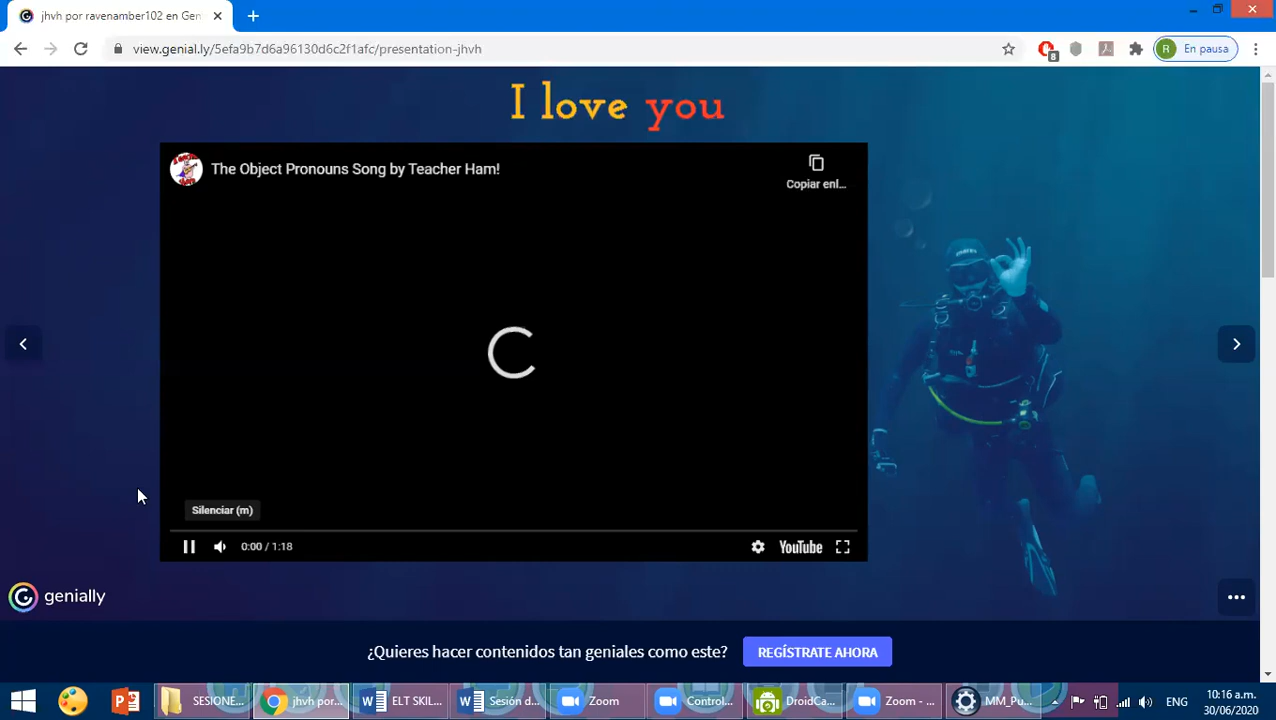 jhvh por ravenamber102 en Gen
view.genial.ly/5efa9b7d6a96130d6c2f1afc/presentation-jhvh
8
R
En pausa
I love you
The Object Pronouns Song by Teacher Ham!
Copiar enl...
Silenciar (m)
0:00 / 1:18
YouTube
genially
¿Quieres hacer contenidos tan geniales como este?
REGÍSTRATE AHORA
SESIONE...
jhvh por...
ELT SKIL...
Sesión d...
Zoom
Control...
DroidCa...
Zoom - ...
MM_Pu...
ENG
10:16 a.m.
30/06/2020